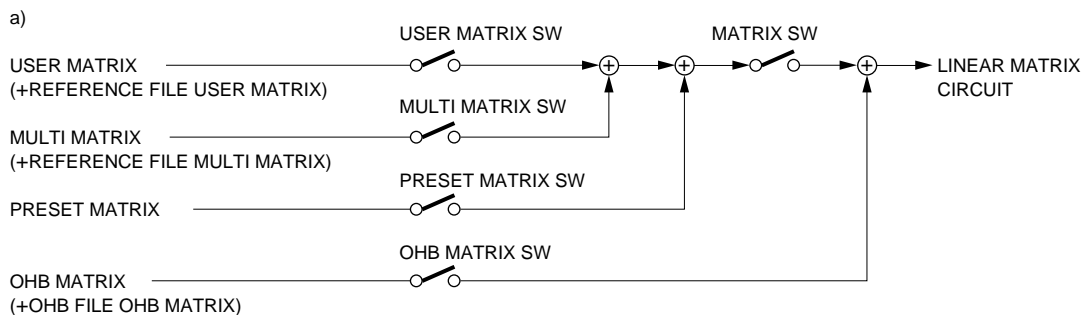 a)
USER MATRIX SW
MATRIX SW
USER MATRIX
(+REFERENCE FILE USER MATRIX)
LINEAR MATRIX
CIRCUIT
MULTI MATRIX SW
MULTI MATRIX
(+REFERENCE FILE MULTI MATRIX)
PRESET MATRIX SW
PRESET MATRIX
OHB MATRIX SW
OHB MATRIX
(+OHB FILE OHB MATRIX)